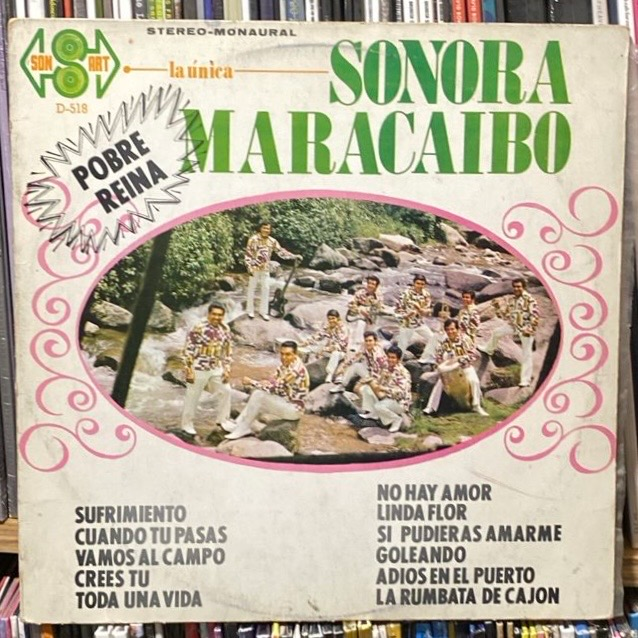 STEREO-MONAURAL
SON ART
D-518
la única
SONORA
MARACAIBO
POBRE
REINA
SUFRIMIENTO
CUANDO TU PASAS
VAMOS AL CAMPO
CREES TU
TODA UNA VIDA
NO HAY AMOR
LINDA FLOR
SI PUDIERAS AMARME
GOLEANDO
ADIOS EN EL PUERTO
LA RUMBATA DE CAJON